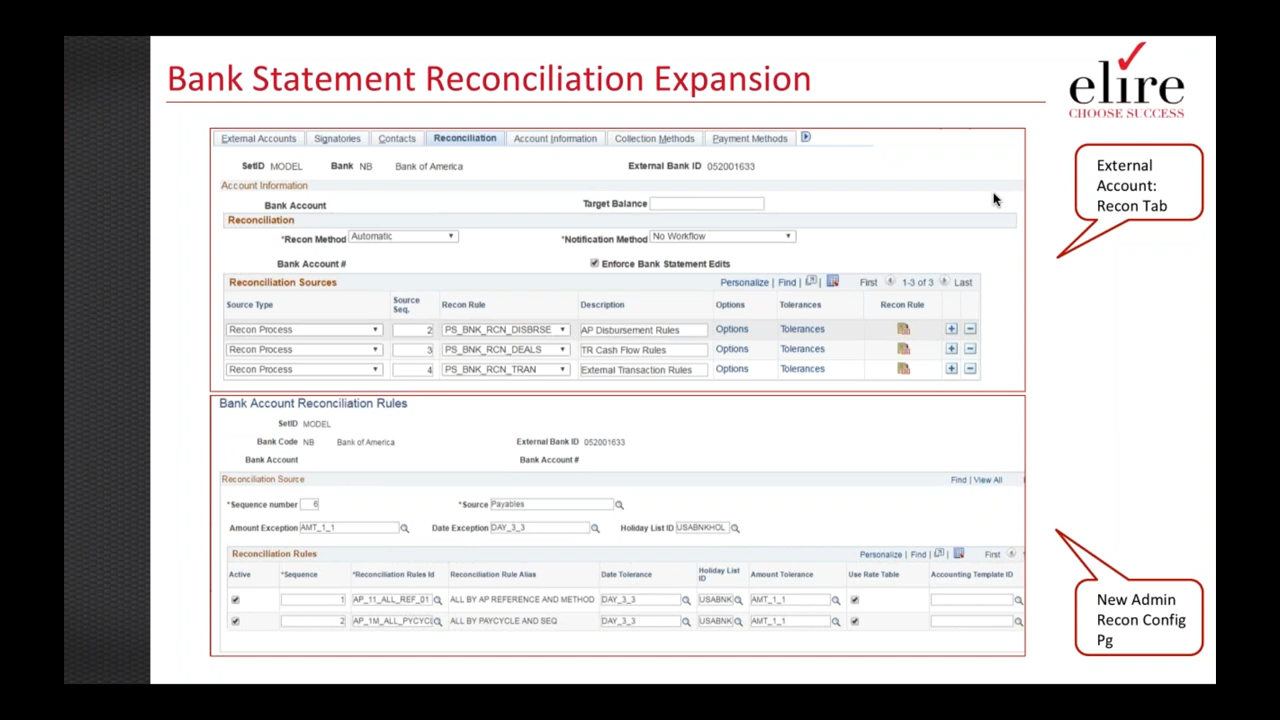 Bank Statement Reconciliation Expansion
elire
CHOOSE SUCCESS
External Accounts Signatories Contacts Reconciliation Account Information Collection Methods Payment Methods
SetID MODEL Bank NB Bank of America External Bank ID 052001633
Account Information
Bank Account Target Balance
Reconciliation
*Recon Method Automatic *Notification Method No Workflow
Bank Account # Enforce Bank Statement Edits
Reconciliation Sources Personalize | Find | First 1-3 of 3 Last
Source Type Source Seq. Recon Rule Description Options Tolerances Recon Rule
Recon Process 2 PS_BNK_RCN_DISBRSE AP Disbursement Rules Options Tolerances
Recon Process 3 PS_BNK_RCN_DEALS TR Cash Flow Rules Options Tolerances
Recon Process 4 PS_BNK_RCN_TRAN External Transaction Rules Options Tolerances
External
Account:
Recon Tab
Bank Account Reconciliation Rules
SetID MODEL
Bank Code NB Bank of America External Bank ID 052001633
Bank Account Bank Account #
Reconciliation Source Find | View All
*Sequence number 6 *Source Payables
Amount Exception AMT_1_1 Date Exception DAY_3_3 Holiday List ID USABNKHOL
Reconciliation Rules Personalize | Find | First
Active *Sequence *Reconciliation Rules Id Reconciliation Rule Alias Date Tolerance Holiday List ID Amount Tolerance Use Rate Table Accounting Template ID
1 AP_11_ALL_REF_01 ALL BY AP REFERENCE AND METHOD DAY_3_3 USABNK AMT_1_1
2 AP_1M_ALL_PYCYC ALL BY PAYCYCLE AND SEQ DAY_3_3 USABNK AMT_1_1
New Admin
Recon Config
Pg